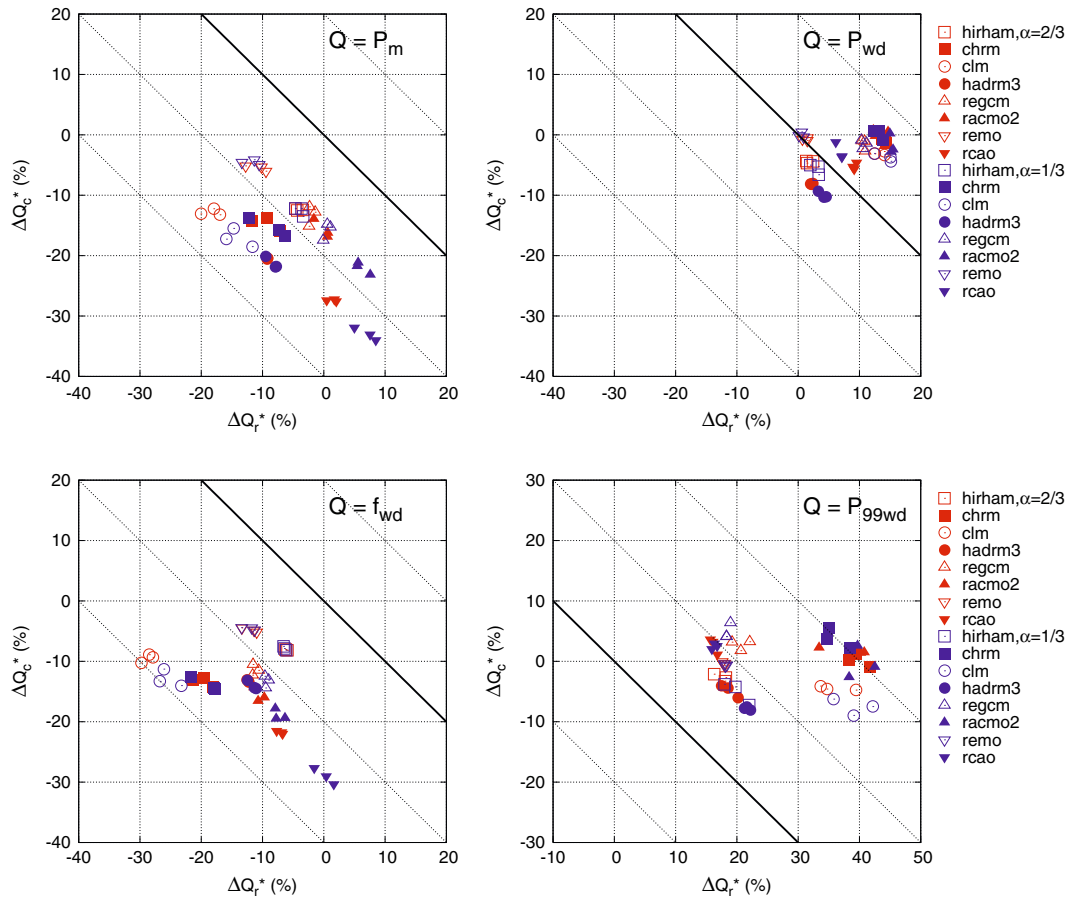 Q = P_m
20
10
0
-10
-20
-30
-40
ΔQ_c* (%)
-40 -30 -20 -10 0 10 20
ΔQ_r* (%)
Q = P_wd
20
10
0
-10
-20
-30
-40
ΔQ_c* (%)
-40 -30 -20 -10 0 10 20
ΔQ_r* (%)
hirham,α=2/3
chrm
clm
hadrm3
regcm
racmo2
remo
rcao
hirham,α=1/3
chrm
clm
hadrm3
regcm
racmo2
remo
rcao
Q = f_wd
20
10
0
-10
-20
-30
-40
ΔQ_c* (%)
-40 -30 -20 -10 0 10 20
ΔQ_r* (%)
Q = P_99wd
30
20
10
0
-10
-20
-30
ΔQ_c* (%)
-10 0 10 20 30 40 50
ΔQ_r* (%)
hirham,α=2/3
chrm
clm
hadrm3
regcm
racmo2
remo
rcao
hirham,α=1/3
chrm
clm
hadrm3
regcm
racmo2
remo
rcao